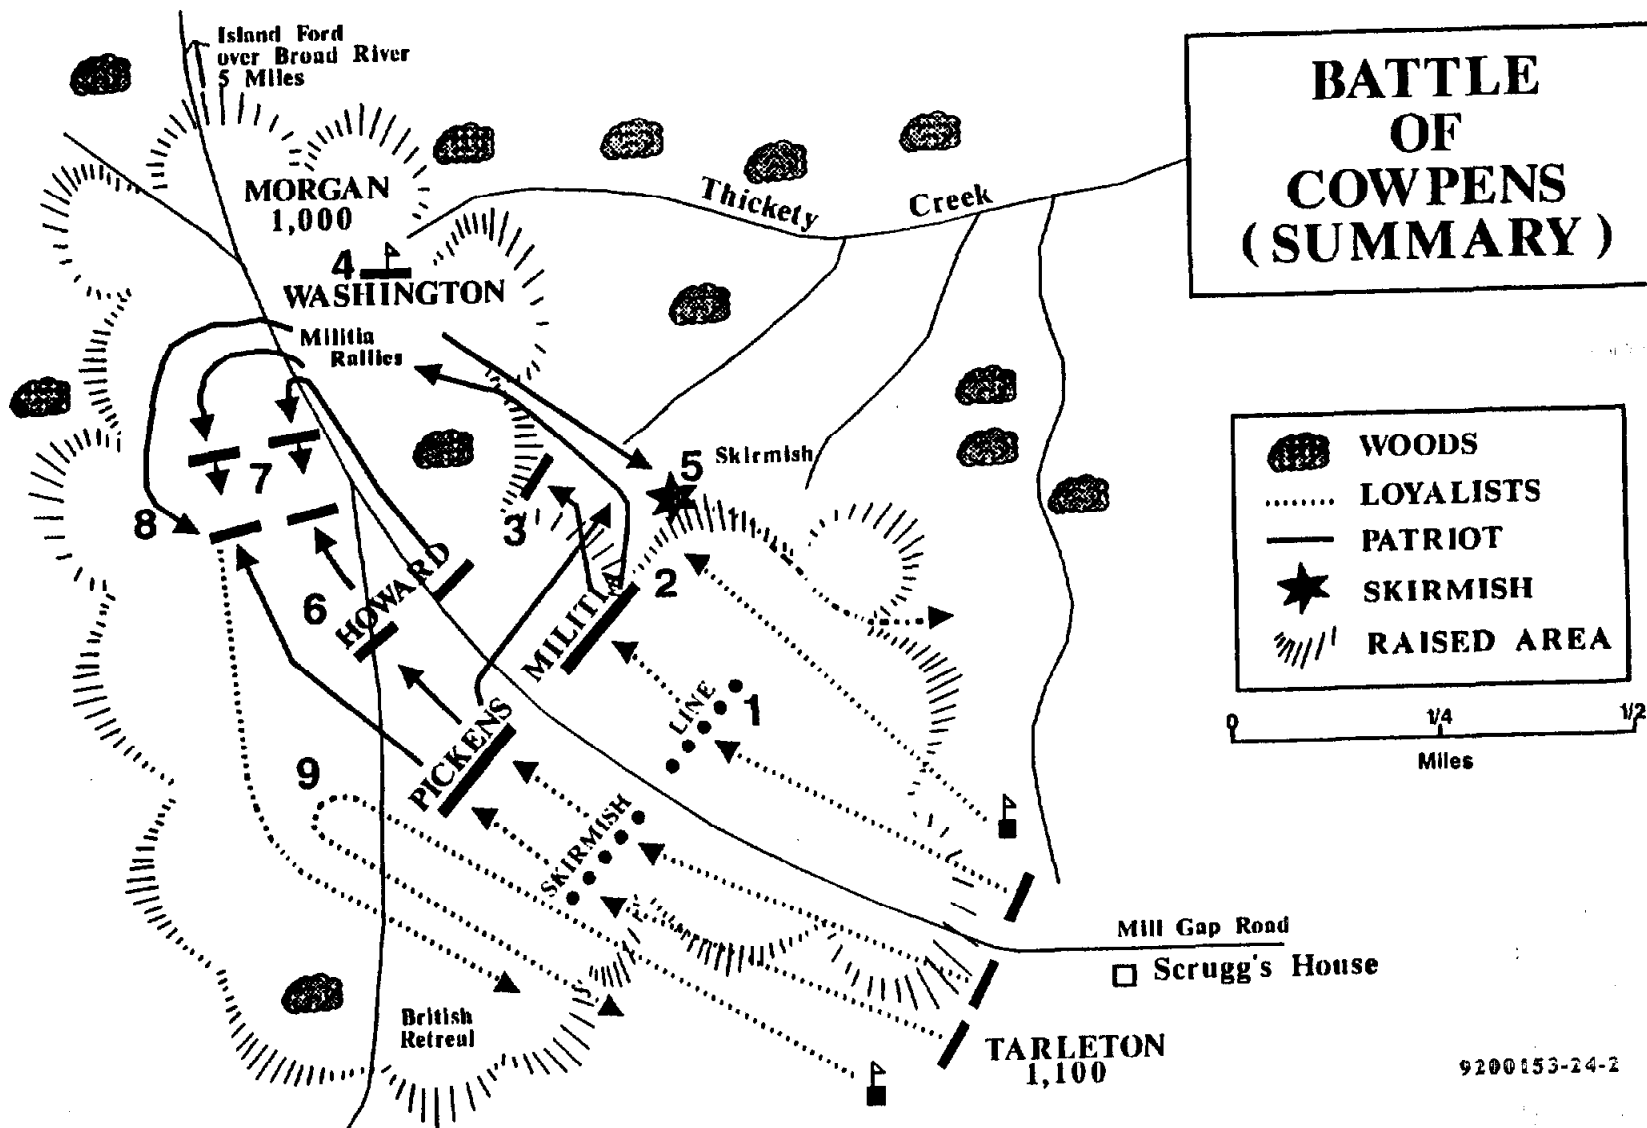 Island Ford
over Broad River
5 Miles
BATTLE
OF
COWPENS
(SUMMARY)
MORGAN
1,000
Thickety Creek
4
WASHINGTON
Militia
Rallies
5 Skirmish
7
8
3
2
6
HOWARD
MILITIA
LINE
1
PICKENS
9
SKIRMISH
WOODS
LOYALISTS
PATRIOT
SKIRMISH
RAISED AREA
0 1/4 1/2
Miles
Mill Gap Road
Scrugg's House
British
Retreat
TARLETON
1,100
9200153-24-2